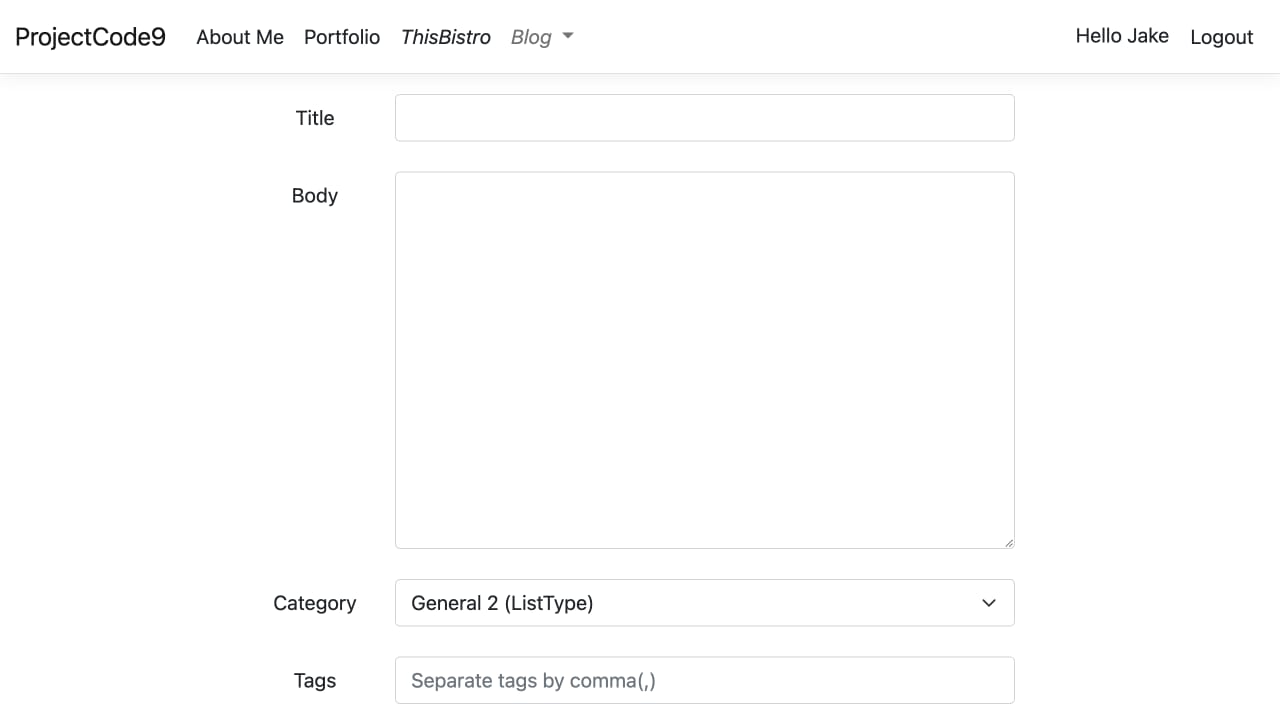 ProjectCode9 About Me Portfolio ThisBistro Blog Hello Jake Logout
Title
Body
Category General 2 (ListType)
Tags Separate tags by comma(,)